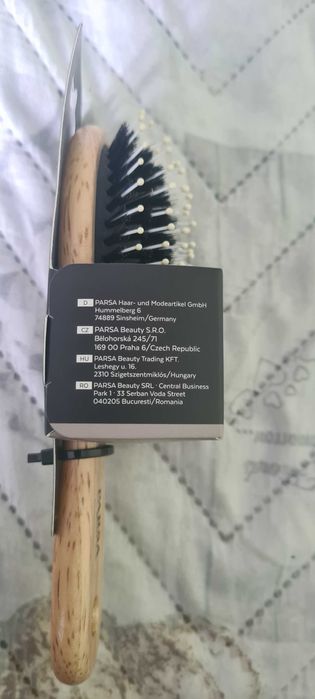 D PARSA Haar- und Modeartikel GmbH
Hummelberg 6
74889 Sinsheim/Germany
CZ PARSA Beauty S.R.O.
Bělohorská 245/71
169 00 Praha 6/Czech Republic
HU PARSA Beauty Trading KFT.
Leshegy u. 16.
2310 Szigetszentmiklós/Hungary
RO PARSA Beauty SRL · Central Business
Park 1 · 33 Serban Voda Street
040205 Bucuresti/Romania